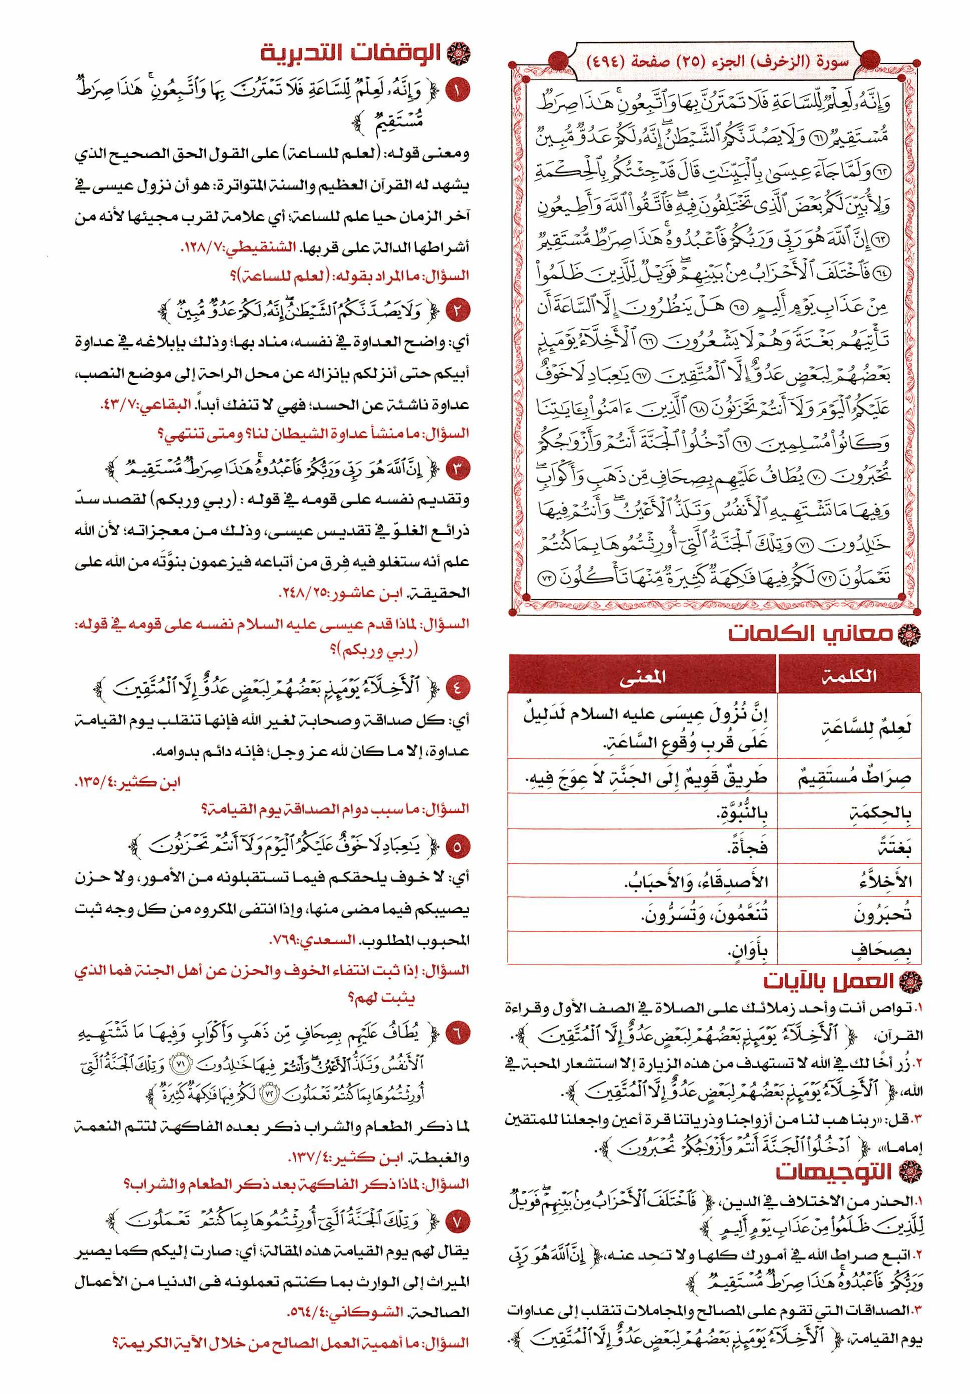 سورة (الزخرف) الجزء (٢٥) صفحة (٤٩٤)
وَإِنَّهُۥ لَعِلْمٌ لِّلسَّاعَةِ فَلَا تَمْتَرُنَّ بِهَا وَٱتَّبِعُونِ ۚ هَٰذَا صِرَٰطٌ
مُّسْتَقِيمٌ ٦١ وَلَا يَصُدَّنَّكُمُ ٱلشَّيْطَٰنُ ۖ إِنَّهُۥ لَكُمْ عَدُوٌّ مُّبِينٌ
٦٢ وَلَمَّا جَآءَ عِيسَىٰ بِٱلْبَيِّنَٰتِ قَالَ قَدْ جِئْتُكُم بِٱلْحِكْمَةِ
وَلِأُبَيِّنَ لَكُم بَعْضَ ٱلَّذِى تَخْتَلِفُونَ فِيهِ ۖ فَٱتَّقُوا۟ ٱللَّهَ وَأَطِيعُونِ
٦٣ إِنَّ ٱللَّهَ هُوَ رَبِّى وَرَبُّكُمْ فَٱعْبُدُوهُ ۚ هَٰذَا صِرَٰطٌ مُّسْتَقِيمٌ
٦٤ فَٱخْتَلَفَ ٱلْأَحْزَابُ مِنۢ بَيْنِهِمْ ۖ فَوَيْلٌ لِّلَّذِينَ ظَلَمُوا۟
مِنْ عَذَابِ يَوْمٍ أَلِيمٍ ٦٥ هَلْ يَنظُرُونَ إِلَّا ٱلسَّاعَةَ أَن
تَأْتِيَهُم بَغْتَةً وَهُمْ لَا يَشْعُرُونَ ٦٦ ٱلْأَخِلَّآءُ يَوْمَئِذٍۭ
بَعْضُهُمْ لِبَعْضٍ عَدُوٌّ إِلَّا ٱلْمُتَّقِينَ ٦٧ يَٰعِبَادِ لَا خَوْفٌ
عَلَيْكُمُ ٱلْيَوْمَ وَلَآ أَنتُمْ تَحْزَنُونَ ٦٨ ٱلَّذِينَ ءَامَنُوا۟ بِـَٔايَٰتِنَا
وَكَانُوا۟ مُسْلِمِينَ ٦٩ ٱدْخُلُوا۟ ٱلْجَنَّةَ أَنتُمْ وَأَزْوَٰجُكُمْ
تُحْبَرُونَ ٧٠ يُطَافُ عَلَيْهِم بِصِحَافٍ مِّن ذَهَبٍ وَأَكْوَابٍ ۖ
وَفِيهَا مَا تَشْتَهِيهِ ٱلْأَنفُسُ وَتَلَذُّ ٱلْأَعْيُنُ ۖ وَأَنتُمْ فِيهَا
خَٰلِدُونَ ٧١ وَتِلْكَ ٱلْجَنَّةُ ٱلَّتِىٓ أُورِثْتُمُوهَا بِمَا كُنتُمْ
تَعْمَلُونَ ٧٢ لَكُمْ فِيهَا فَٰكِهَةٌ كَثِيرَةٌ مِّنْهَا تَأْكُلُونَ ٧٣
معاني الكلمات
الكلمة المعنى
لَعِلمٌ لِلسَّاعَةِ إِنَّ نُزُولَ عِيسَى عليه السلام لَدَلِيلٌ
عَلَى قُربِ وُقُوعِ السَّاعَةِ.
صِرَاطٌ مُستَقِيمٌ طَرِيقٌ قَوِيمٌ إِلَى الجَنَّةِ لاَ عِوَجَ فِيهِ.
بِالحِكمَةِ بِالنُّبُوَّةِ.
بَغتَةً فَجأَةً.
الأَخِلاَّءُ الأَصدِقَاءُ، وَالأَحبَابُ.
تُحبَرُونَ تُنَعَّمُونَ، وَتُسَرُّونَ.
بِصِحَافٍ بِأَوَانٍ.
العمل بالآيات
١. تواص أنت وأحد زملائك على الصلاة في الصف الأول وقراءة
القرآن، ﴿ ٱلْأَخِلَّآءُ يَوْمَئِذٍۭ بَعْضُهُمْ لِبَعْضٍ عَدُوٌّ إِلَّا ٱلْمُتَّقِينَ ﴾.
٢. زُر أخًا لك في الله لا تستهدف من هذه الزيارة إلا استشعار المحبة في
الله، ﴿ ٱلْأَخِلَّآءُ يَوْمَئِذٍۭ بَعْضُهُمْ لِبَعْضٍ عَدُوٌّ إِلَّا ٱلْمُتَّقِينَ ﴾.
٣. قل: «ربنا هب لنا من أزواجنا وذرياتنا قرة أعين واجعلنا للمتقين
إماما»، ﴿ ٱدْخُلُوا۟ ٱلْجَنَّةَ أَنتُمْ وَأَزْوَٰجُكُمْ تُحْبَرُونَ ﴾.
التوجيهات
١. الحذر من الاختلاف في الدين، ﴿ فَٱخْتَلَفَ ٱلْأَحْزَابُ مِنۢ بَيْنِهِمْ ۖ فَوَيْلٌ
لِّلَّذِينَ ظَلَمُوا۟ مِنْ عَذَابِ يَوْمٍ أَلِيمٍ ﴾
٢. اتبع صراط الله في أمورك كلها ولا تحد عنه، ﴿ إِنَّ ٱللَّهَ هُوَ رَبِّى
وَرَبُّكُمْ فَٱعْبُدُوهُ ۚ هَٰذَا صِرَٰطٌ مُّسْتَقِيمٌ ﴾
٣. الصداقات التي تقوم على المصالح والمجاملات تنقلب إلى عداوات
يوم القيامة، ﴿ ٱلْأَخِلَّآءُ يَوْمَئِذٍۭ بَعْضُهُمْ لِبَعْضٍ عَدُوٌّ إِلَّا ٱلْمُتَّقِينَ ﴾.
الوقفات التدبرية
١ ﴿ وَإِنَّهُۥ لَعِلْمٌ لِّلسَّاعَةِ فَلَا تَمْتَرُنَّ بِهَا وَٱتَّبِعُونِ ۚ هَٰذَا صِرَٰطٌ
مُّسْتَقِيمٌ ﴾
ومعنى قوله: (لعلم للساعة) على القول الحق الصحيح الذي
يشهد له القرآن العظيم والسنة المتواترة: هو أن نزول عيسى في
آخر الزمان حيا علم للساعة؛ أي علامة لقرب مجيئها لأنه من
أشراطها الدالة على قربها. الشنقيطي:١٢٨/٧.
السؤال: ما المراد بقوله: (لعلم للساعة)؟
٢ ﴿ وَلَا يَصُدَّنَّكُمُ ٱلشَّيْطَٰنُ ۖ إِنَّهُۥ لَكُمْ عَدُوٌّ مُّبِينٌ ﴾
أي: واضح العداوة في نفسه، مناد بها؛ وذلك بإبلاغه في عداوة
أبيكم حتى أنزلكم بإنزاله عن محل الراحة إلى موضع النصب،
عداوة ناشئة عن الحسد؛ فهي لا تنفك أبداً. البقاعي:٤٣/٧.
السؤال: ما منشأ عداوة الشيطان لنا؟ ومتى تنتهي؟
٣ ﴿ إِنَّ ٱللَّهَ هُوَ رَبِّى وَرَبُّكُمْ فَٱعْبُدُوهُ ۚ هَٰذَا صِرَٰطٌ مُّسْتَقِيمٌ ﴾
وتقديم نفسه على قومه في قوله : (ربي وربكم) لقصد سدّ
ذرائع الغلوّ في تقديس عيسى، وذلك من معجزاته؛ لأن الله
علم أنه ستغلو فيه فِرق من أتباعه فيزعمون بنوَّته من الله على
الحقيقة. ابن عاشور:٢٤٨/٢٥.
السؤال: لماذا قدم عيسى عليه السلام نفسه على قومه في قوله:
(ربي وربكم)؟
٤ ﴿ ٱلْأَخِلَّآءُ يَوْمَئِذٍۭ بَعْضُهُمْ لِبَعْضٍ عَدُوٌّ إِلَّا ٱلْمُتَّقِينَ ﴾
أي: كل صداقة وصحابة لغير الله فإنها تنقلب يوم القيامة
عداوة، إلا ما كان لله عز وجل؛ فإنه دائم بدوامه.
ابن كثير:١٣٥/٤.
السؤال: ما سبب دوام الصداقة يوم القيامة؟
٥ ﴿ يَٰعِبَادِ لَا خَوْفٌ عَلَيْكُمُ ٱلْيَوْمَ وَلَآ أَنتُمْ تَحْزَنُونَ ﴾
أي: لا خوف يلحقكم فيما تستقبلونه من الأمور، ولا حزن
يصيبكم فيما مضى منها، وإذا انتفى المكروه من كل وجه ثبت
المحبوب المطلوب. السعدي:٧٦٩.
السؤال: إذا ثبت انتفاء الخوف والحزن عن أهل الجنة فما الذي
يثبت لهم؟
٦ ﴿ يُطَافُ عَلَيْهِم بِصِحَافٍ مِّن ذَهَبٍ وَأَكْوَابٍ وَفِيهَا مَا تَشْتَهِيهِ
ٱلْأَنفُسُ وَتَلَذُّ ٱلْأَعْيُنُ ۖ وَأَنتُمْ فِيهَا خَٰلِدُونَ ٧١ وَتِلْكَ ٱلْجَنَّةُ ٱلَّتِىٓ
أُورِثْتُمُوهَا بِمَا كُنتُمْ تَعْمَلُونَ ٧٢ لَكُمْ فِيهَا فَٰكِهَةٌ كَثِيرَةٌ ﴾
لما ذكر الطعام والشراب ذكر بعده الفاكهة لتتم النعمة
والغبطة. ابن كثير:١٣٧/٤.
السؤال: لماذا ذكر الفاكهة بعد ذكر الطعام والشراب؟
٧ ﴿ وَتِلْكَ ٱلْجَنَّةُ ٱلَّتِىٓ أُورِثْتُمُوهَا بِمَا كُنتُمْ تَعْمَلُونَ ﴾
يقال لهم يوم القيامة هذه المقالة؛ أي: صارت إليكم كما يصير
الميراث إلى الوارث بما كنتم تعملونه في الدنيا من الأعمال
الصالحة. الشوكاني:٥٦٤/٤.
السؤال: ما أهمية العمل الصالح من خلال الآية الكريمة؟